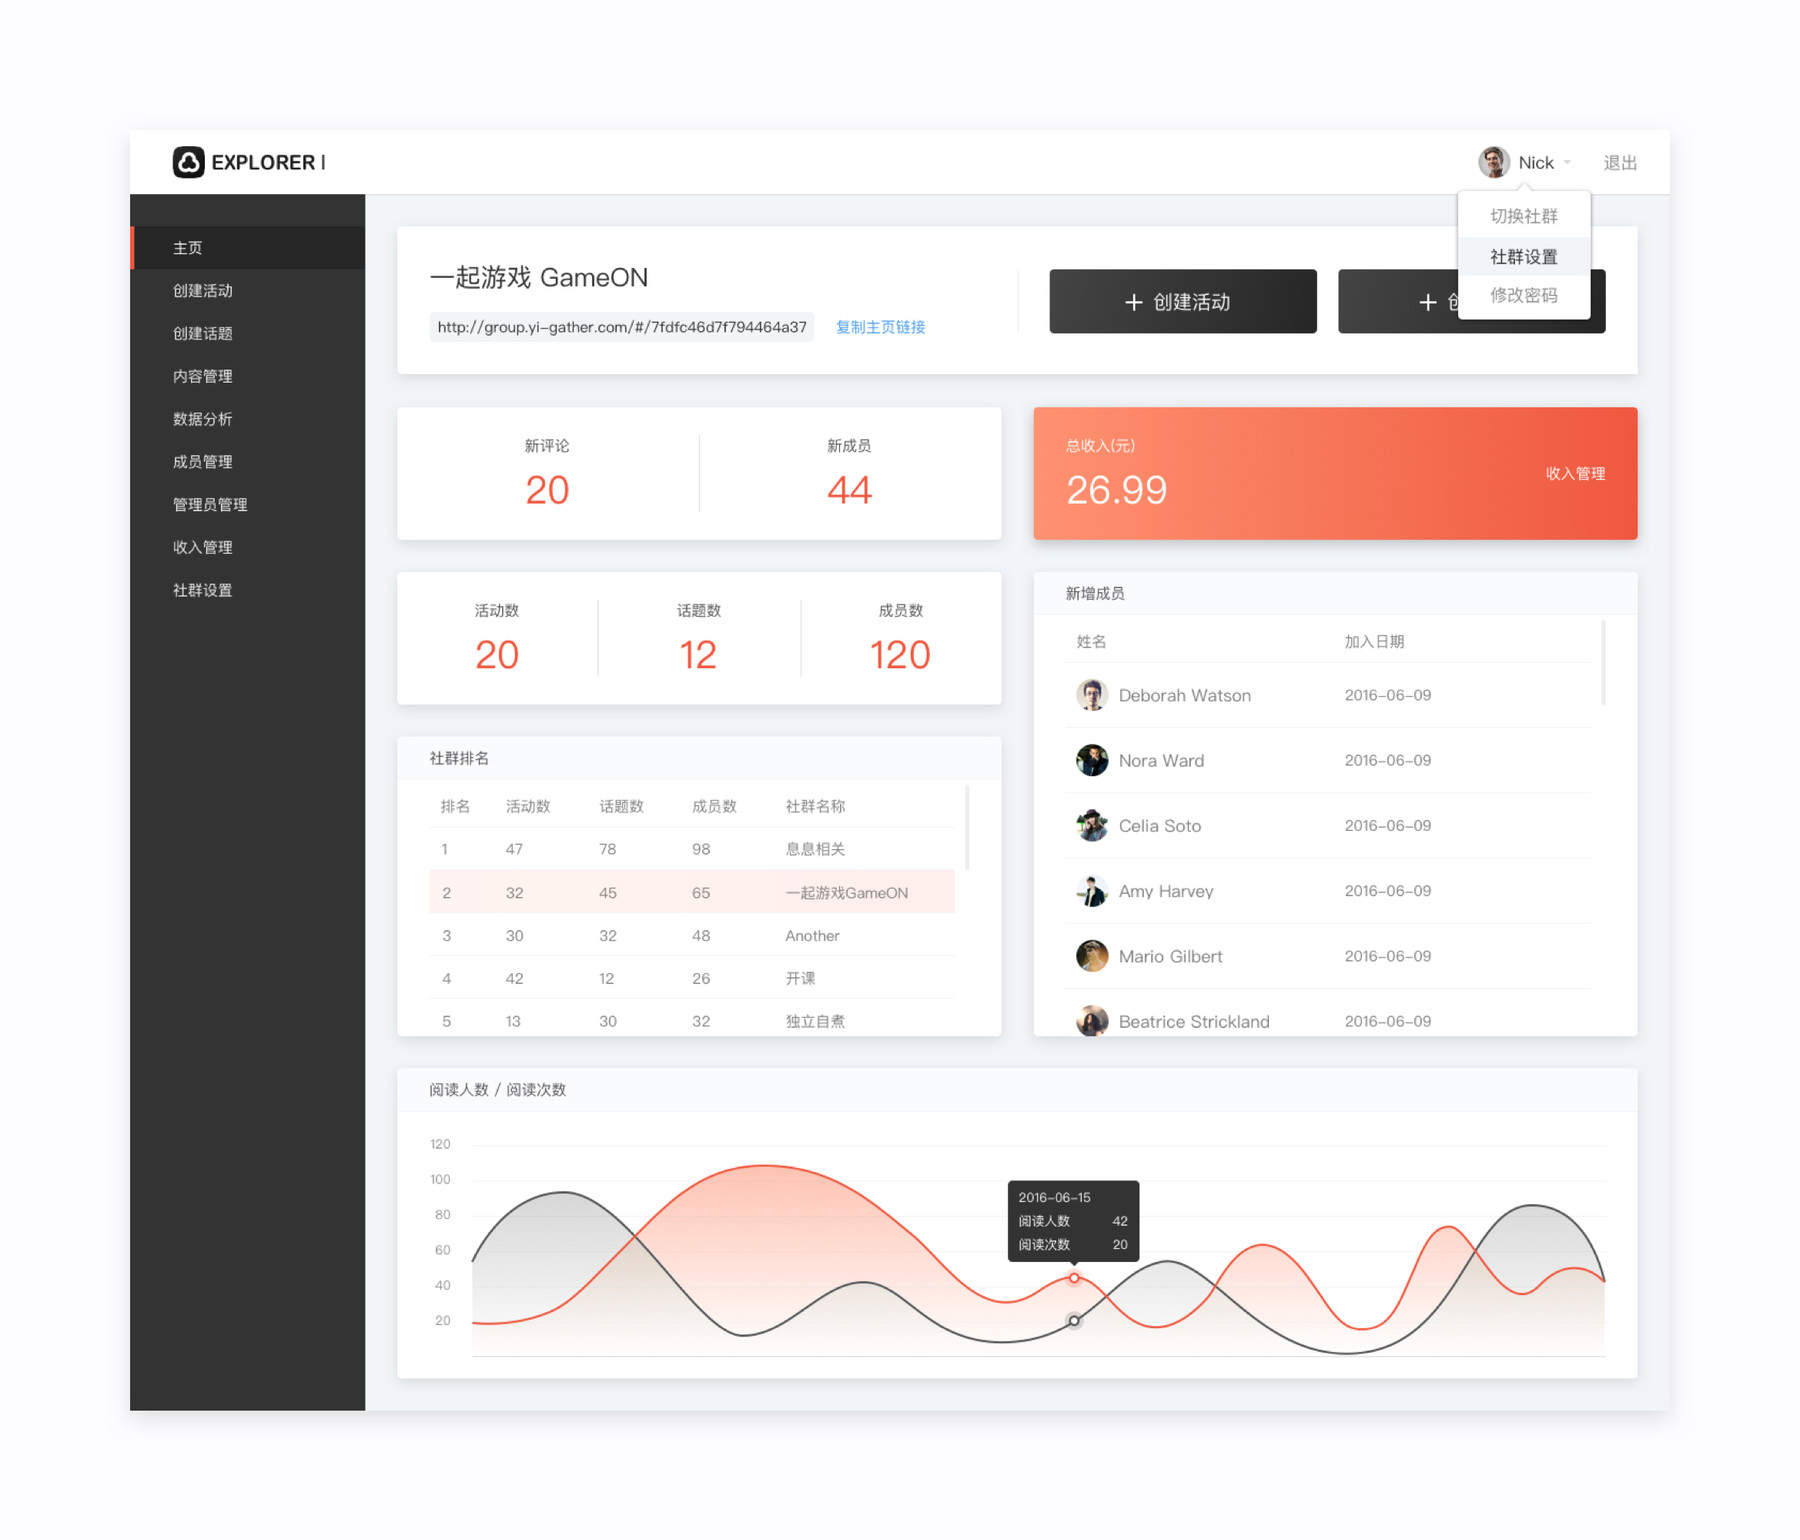 EXPLORER |
Nick
退出
切换社群
社群设置
修改密码
主页
创建活动
创建话题
内容管理
数据分析
成员管理
管理员管理
收入管理
社群设置
一起游戏 GameON
http://group.yi-gather.com/#/7fdfc46d7f794464a37
复制主页链接
+ 创建活动
+
新评论
20
新成员
44
总收入(元)
26.99
收入管理
活动数
20
话题数
12
成员数
120
社群排名
排名 活动数 话题数 成员数 社群名称
1 47 78 98 息息相关
2 32 45 65 一起游戏GameON
3 30 32 48 Another
4 42 12 26 开课
5 13 30 32 独立自煮
新增成员
姓名 加入日期
Deborah Watson 2016-06-09
Nora Ward 2016-06-09
Celia Soto 2016-06-09
Amy Harvey 2016-06-09
Mario Gilbert 2016-06-09
Beatrice Strickland 2016-06-09
阅读人数 / 阅读次数
120
100
80
60
40
20
2016-06-15
阅读人数 42
阅读次数 20